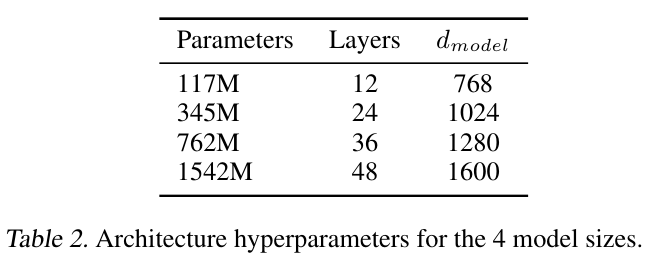 Parameters Layers d_model
117M 12 768
345M 24 1024
762M 36 1280
1542M 48 1600
Table 2. Architecture hyperparameters for the 4 model sizes.